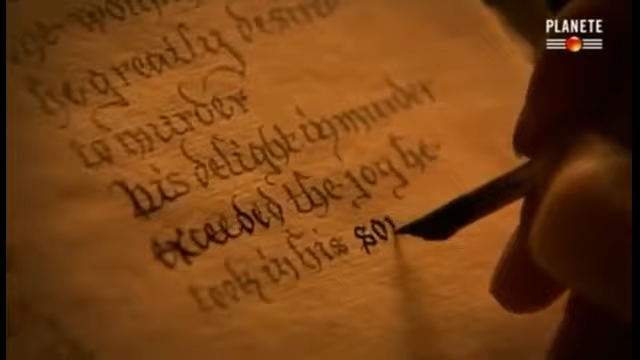 PLANETE
he greatly desired
to murder
his delight in murder
exceeded the joy he
took in his so